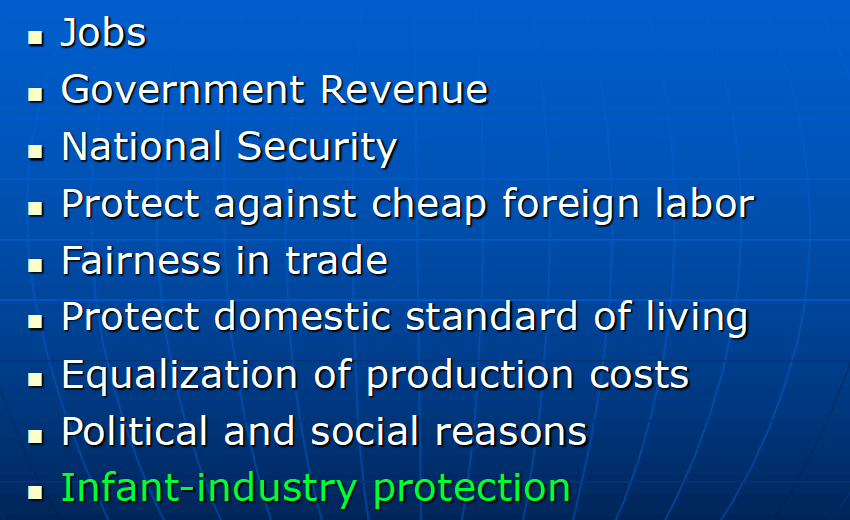 Jobs
Government Revenue
National Security
Protect against cheap foreign labor
Fairness in trade
Protect domestic standard of living
Equalization of production costs
Political and social reasons
Infant-industry protection